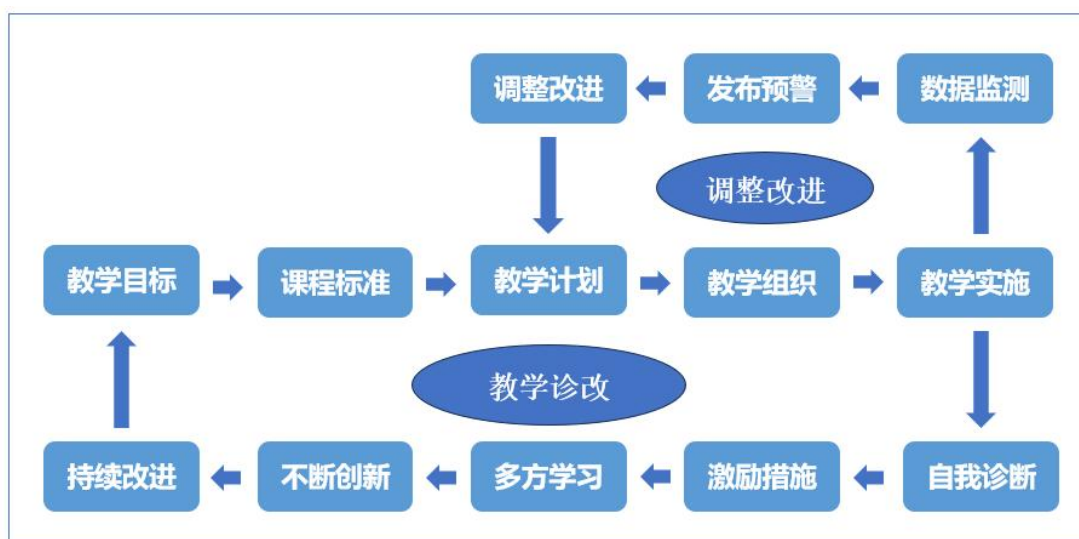 调整改进
发布预警
数据监测
调整改进
教学目标
课程标准
教学计划
教学组织
教学实施
教学诊改
持续改进
不断创新
多方学习
激励措施
自我诊断